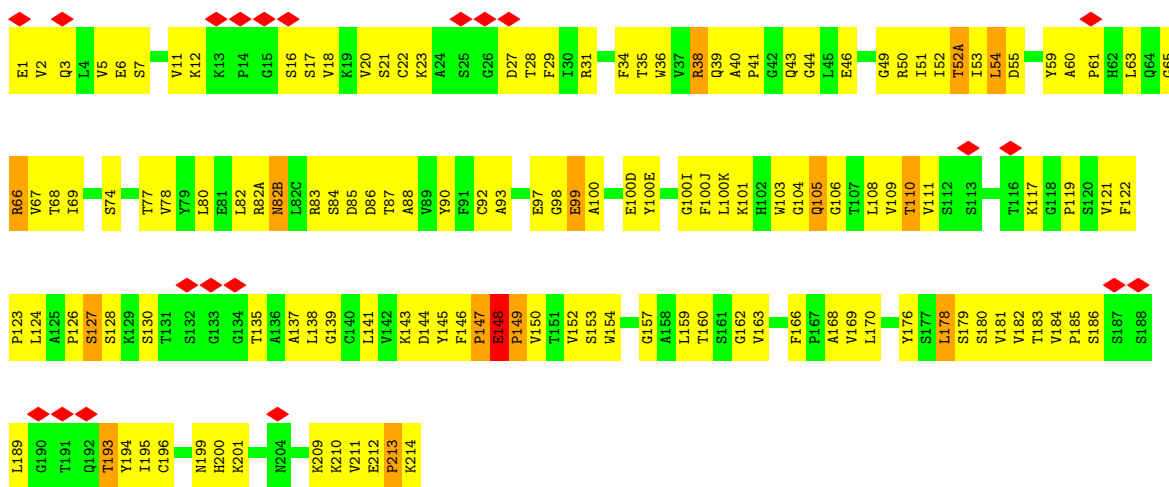 E1 V2 Q3 L4 V5 E6 S7 V11 K12 K13 P14 G15 S16 S17 V18 K19 V20 S21 C22 K23 A24 S25 G26 D27 T28 F29 I30 R31 F34 T35 W36 V37 R38 Q39 A40 P41 G42 Q43 G44 L45 E46 G49 R50 I51 I52 T52A I53 L54 D55 Y59 A60 P61 H62 L63 Q64 G65
R66 V67 T68 I69 S74 T77 V78 Y79 L80 E81 L82 R82A N82B L82C R83 S84 D85 D86 T87 A88 V89 Y90 F91 C92 A93 E97 G98 E99 A100 E100D Y100E G100I F100J L100K K101 H102 W103 G104 Q105 G106 T107 L108 V109 T110 V111 S112 S113 T116 K117 G118 P119 S120 V121 F122
P123 L124 A125 P126 S127 S128 K129 S130 T131 S132 G133 G134 T135 A136 A137 L138 G139 C140 L141 V142 K143 D144 Y145 F146 P147 E148 P149 V150 T151 V152 S153 W154 G157 A158 L159 T160 S161 G162 V163 F166 P167 A168 V169 L170 Y176 S177 L178 S179 S180 V181 V182 T183 V184 P185 S186 S187 S188
L189 G190 T191 Q192 T193 Y194 I195 C196 N199 H200 K201 N204 K209 K210 V211 E212 P213 K214